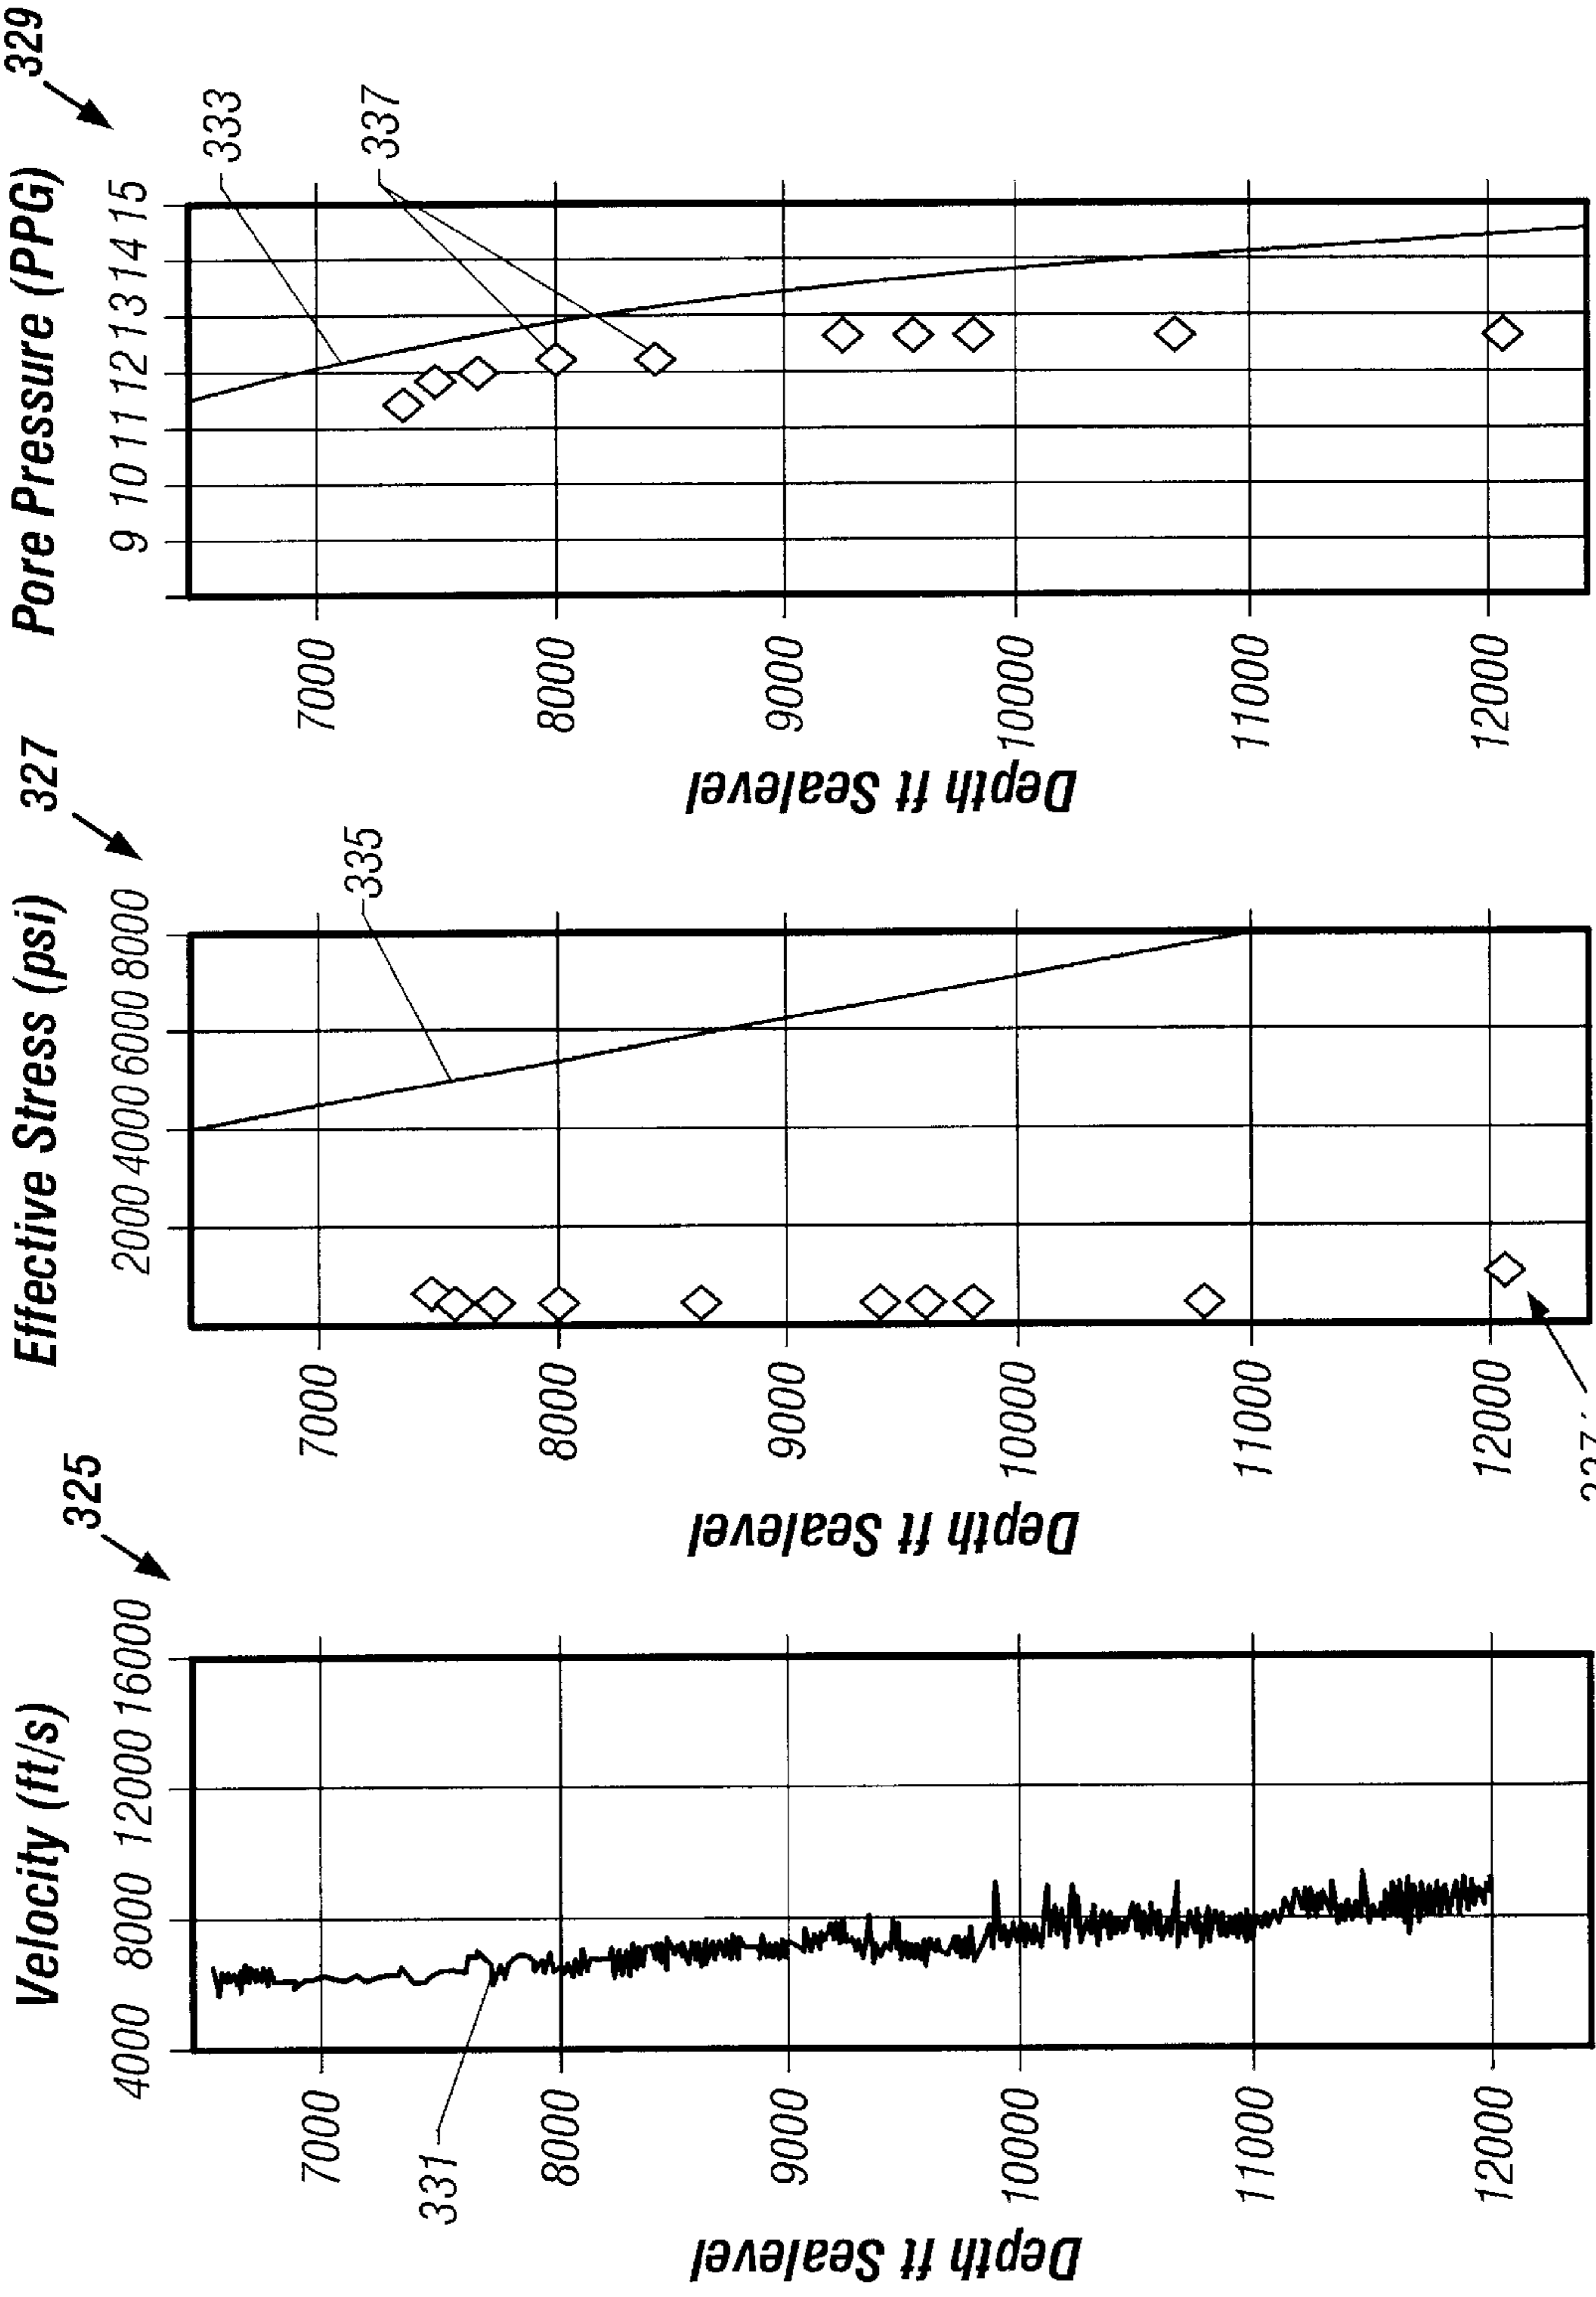 Velocity (ft/s)
325
4000 8000 12000 16000
331
7000
8000
9000
10000
11000
12000
Depth ft Sealevel
Effective Stress (psi)
327
2000 4000 6000 8000
335
7000
8000
9000
10000
11000
12000
Depth ft Sealevel
Pore Pressure (PPG)
329
9 10 11 12 13 14 15
333
337
7000
8000
9000
10000
11000
12000
Depth ft Sealevel